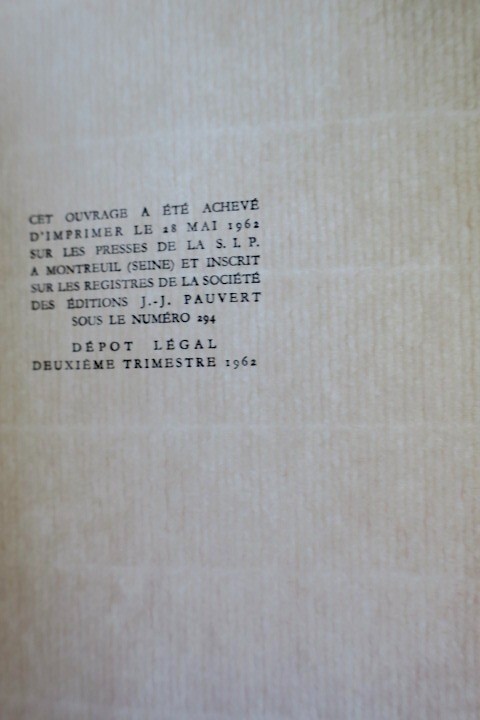 CET OUVRAGE A ÉTÉ ACHEVÉ
D'IMPRIMER LE 28 MAI 1962
SUR LES PRESSES DE LA S. I. P.
A MONTREUIL (SEINE) ET INSCRIT
SUR LES REGISTRES DE LA SOCIÉTÉ
DES ÉDITIONS J.-J. PAUVERT
SOUS LE NUMÉRO 294
DÉPOT LÉGAL
DEUXIÈME TRIMESTRE 1962